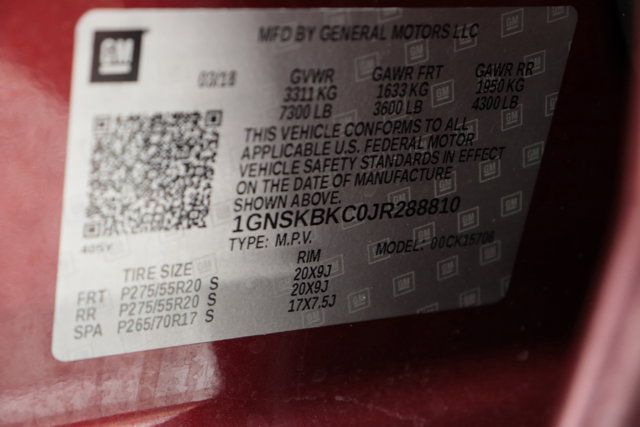 GM
MFD BY GENERAL MOTORS LLC
03/18 GVWR GAWR FRT GAWR RR
3311 KG 1633 KG 1950 KG
7300 LB 3600 LB 4300 LB
THIS VEHICLE CONFORMS TO ALL
APPLICABLE U.S. FEDERAL MOTOR
VEHICLE SAFETY STANDARDS IN EFFECT
ON THE DATE OF MANUFACTURE
SHOWN ABOVE.
1GNSKBKC0JR288810
TYPE: M.P.V. MODEL: 00CK15706
TIRE SIZE RIM
FRT P275/55R20 S 20X9J
RR P275/55R20 S 20X9J
SPA P265/70R17 S 17X7.5J